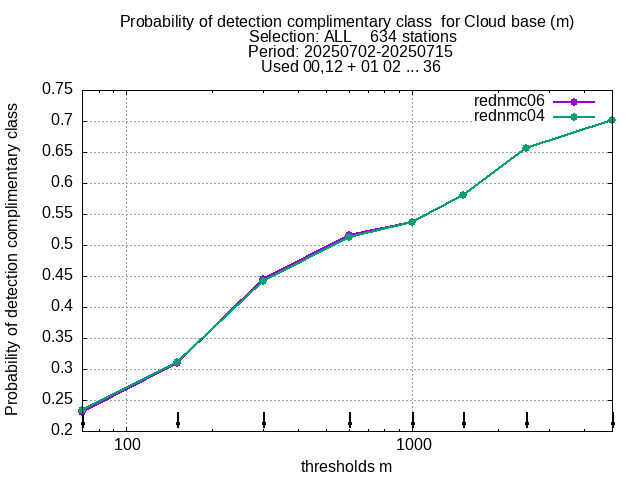 Probability of detection complimentary class  for Cloud base (m)
Selection: ALL    634 stations
Period: 20250702-20250715
Used 00,12 + 01 02 ... 36
rednmc06
rednmc04
Probability of detection complimentary class
0.75
0.7
0.65
0.6
0.55
0.5
0.45
0.4
0.35
0.3
0.25
0.2
100
1000
thresholds m